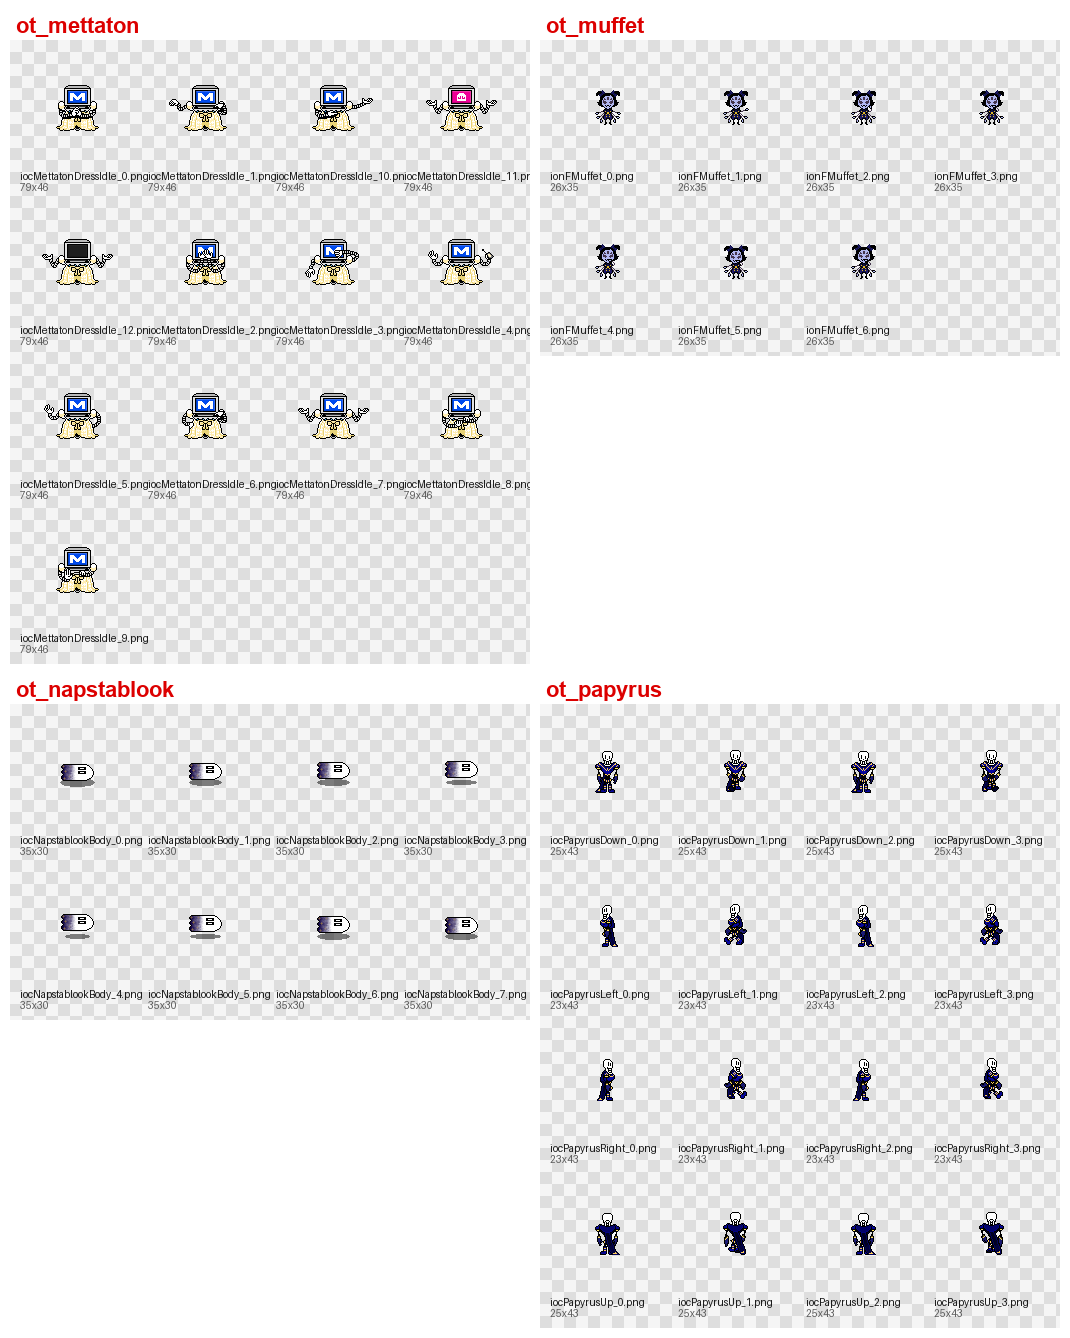 ot_mettaton
iocMettatonDressIdle_0.png
79x46
iocMettatonDressIdle_1.png
79x46
iocMettatonDressIdle_10.pn
79x46
iocMettatonDressIdle_11.pr
79x46
iocMettatonDressIdle_12.pn
79x46
iocMettatonDressIdle_2.png
79x46
iocMettatonDressIdle_3.png
79x46
iocMettatonDressIdle_4.png
79x46
iocMettatonDressIdle_5.png
79x46
iocMettatonDressIdle_6.png
79x46
iocMettatonDressIdle_7.png
79x46
iocMettatonDressIdle_8.png
79x46
iocMettatonDressIdle_9.png
79x46
ot_muffet
ionFMuffet_0.png
26x35
ionFMuffet_1.png
26x35
ionFMuffet_2.png
26x35
ionFMuffet_3.png
26x35
ionFMuffet_4.png
26x35
ionFMuffet_5.png
26x35
ionFMuffet_6.png
26x35
ot_napstablook
iocNapstablookBody_0.png
35x30
iocNapstablookBody_1.png
35x30
iocNapstablookBody_2.png
35x30
iocNapstablookBody_3.png
35x30
iocNapstablookBody_4.png
35x30
iocNapstablookBody_5.png
35x30
iocNapstablookBody_6.png
35x30
iocNapstablookBody_7.png
35x30
ot_papyrus
iocPapyrusDown_0.png
25x43
iocPapyrusDown_1.png
25x43
iocPapyrusDown_2.png
25x43
iocPapyrusDown_3.png
25x43
iocPapyrusLeft_0.png
23x43
iocPapyrusLeft_1.png
23x43
iocPapyrusLeft_2.png
23x43
iocPapyrusLeft_3.png
23x43
iocPapyrusRight_0.png
23x43
iocPapyrusRight_1.png
23x43
iocPapyrusRight_2.png
23x43
iocPapyrusRight_3.png
23x43
iocPapyrusUp_0.png
25x43
iocPapyrusUp_1.png
25x43
iocPapyrusUp_2.png
25x43
iocPapyrusUp_3.png
25x43